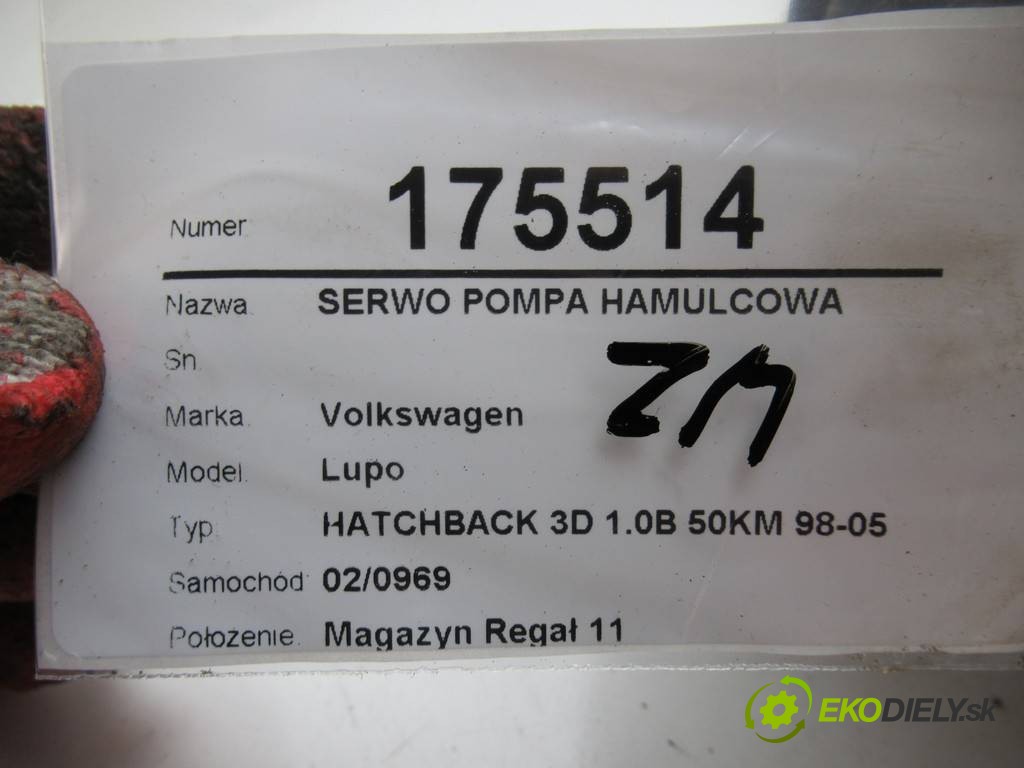 Numer 175514
Nazwa SERWO POMPA HAMULCOWA
Sn
ZM
Marka Volkswagen
Model Lupo
Typ HATCHBACK 3D 1.0B 50KM 98-05
Samochód 02/0969
Położenie Magazyn Regał 11
EKODIELY.sk